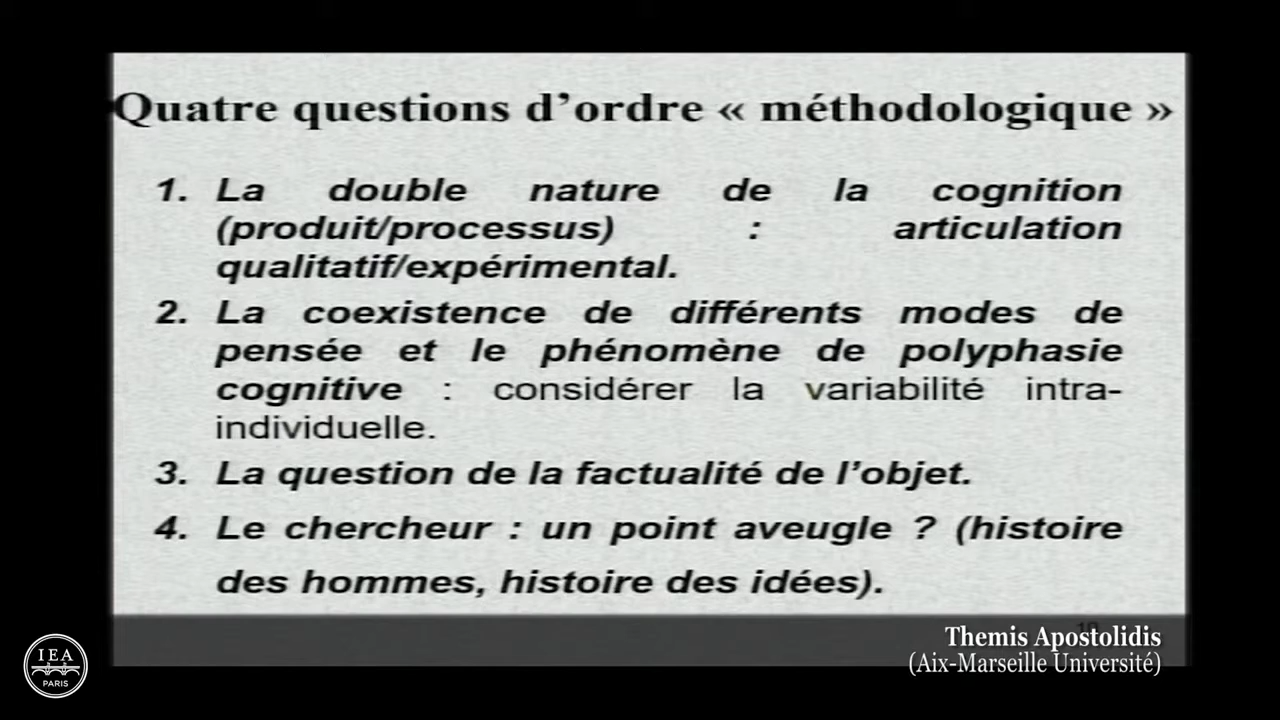 Quatre questions d’ordre « méthodologique »
1. La double nature de la cognition
(produit/processus) : articulation
qualitatif/expérimental.
2. La coexistence de différents modes de
pensée et le phénomène de polyphasie
cognitive : considérer la variabilité intra-
individuelle.
3. La question de la factualité de l’objet.
4. Le chercheur : un point aveugle ? (histoire
des hommes, histoire des idées).
Themis Apostolidis
(Aix-Marseille Université)
IEA
PARIS